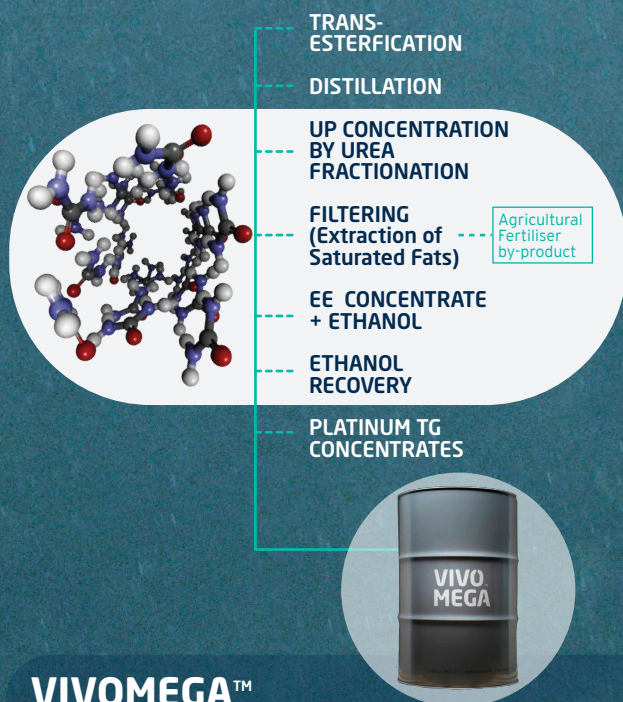 TRANS-
ESTERFICATION
DISTILLATION
UP CONCENTRATION
BY UREA
FRACTIONATION
FILTERING
(Extraction of
Saturated Fats)
Agricultural
Fertiliser
by-product
EE CONCENTRATE
+ ETHANOL
ETHANOL
RECOVERY
PLATINUM TG
CONCENTRATES
VIVO
MEGA
VIVOMEGA™